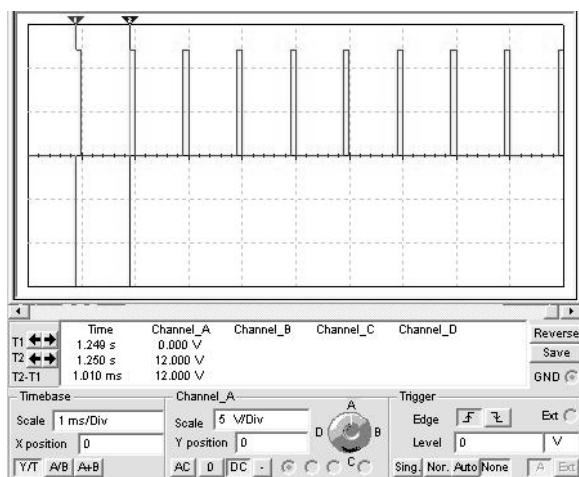 1 2
Time Channel_A Channel_B Channel_C Channel_D
T1 1.249 s 0.000 V
T2 1.250 s 12.000 V
T2-T1 1.010 ms 12.000 V
Reverse
Save
GND
Timebase
Scale 1 ms/Div
X position 0
Y/T A/B A+B
Channel_A
Scale 5 V/Div
Y position 0
AC 0 DC -
A
B
C
D
Trigger
Edge Ext
Level 0 V
Sing. Nor. Auto None A Ext